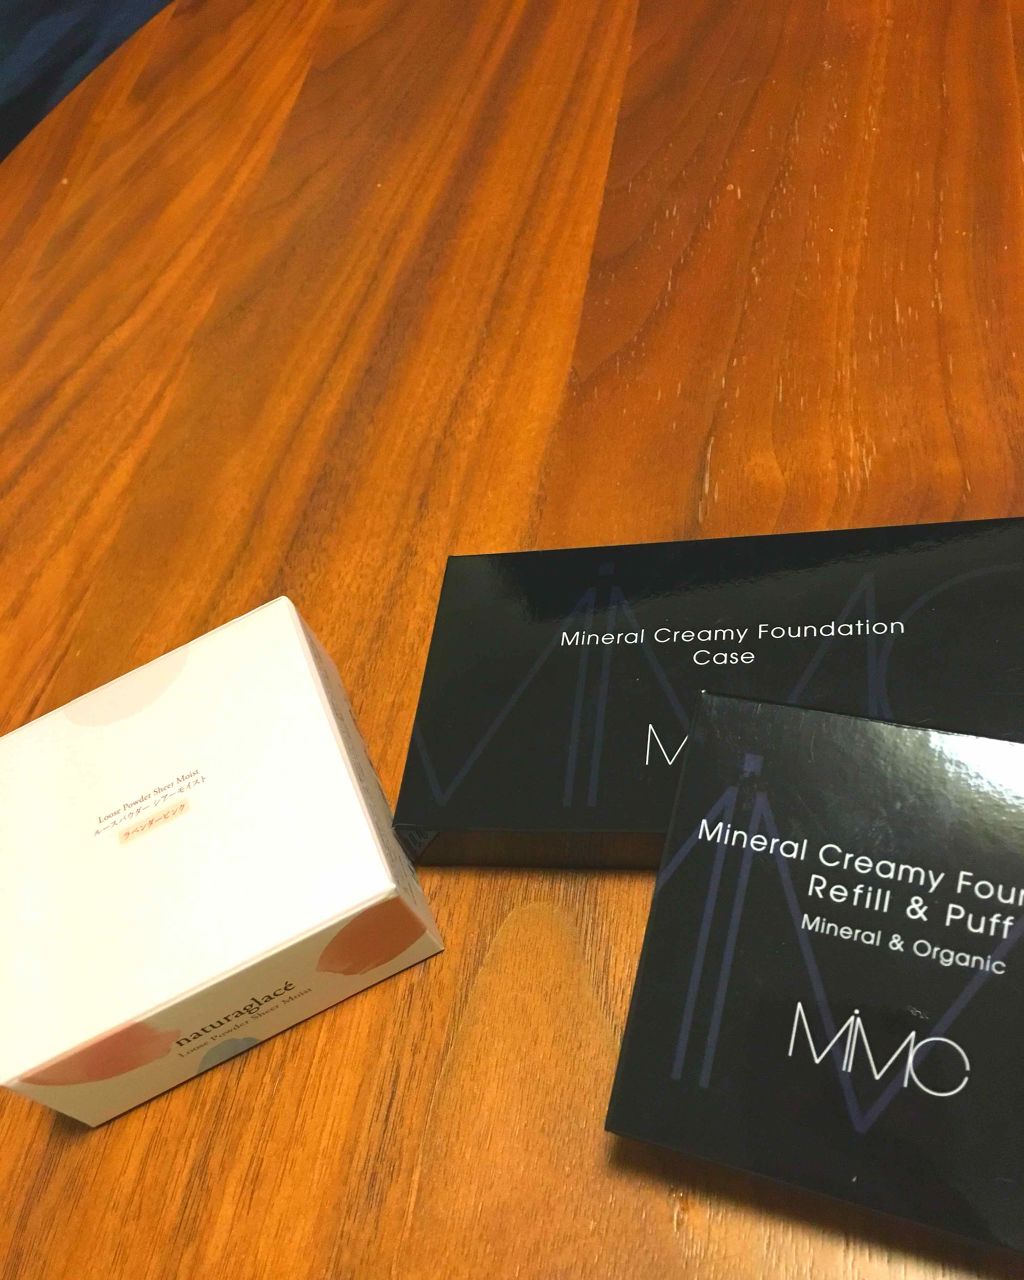 Loose Powder Sheer Moist
ルースパウダー シアーモイスト
ラベンダーピンク
naturaglacé
Loose Powder Sheer Moist
Mineral Creamy Foundation
Case
M
Mineral Creamy Foun
Refill & Puff
Mineral & Organic
MiMC